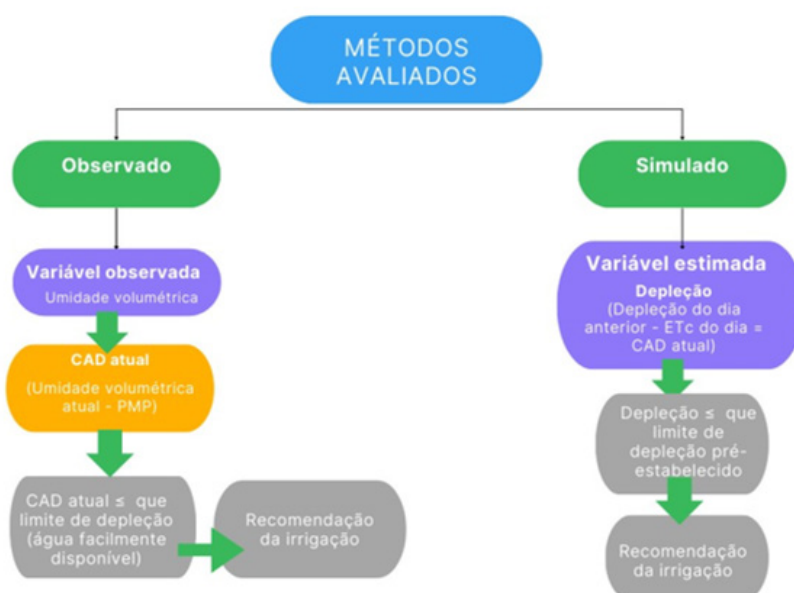 MÉTODOS
AVALIADOS
Observado
Variável observada
Umidade volumétrica
CAD atual
(Umidade volumétrica
atual - PMP)
CAD atual ≤ que
limite de depleção
(água facilmente
disponível)
Recomendação
da irrigação
Simulado
Variável estimada
Depleção
(Depleção do dia
anterior - ETc do dia =
CAD atual)
Depleção ≤ que
limite de
depleção pré-
estabelecido
Recomendação
da irrigação